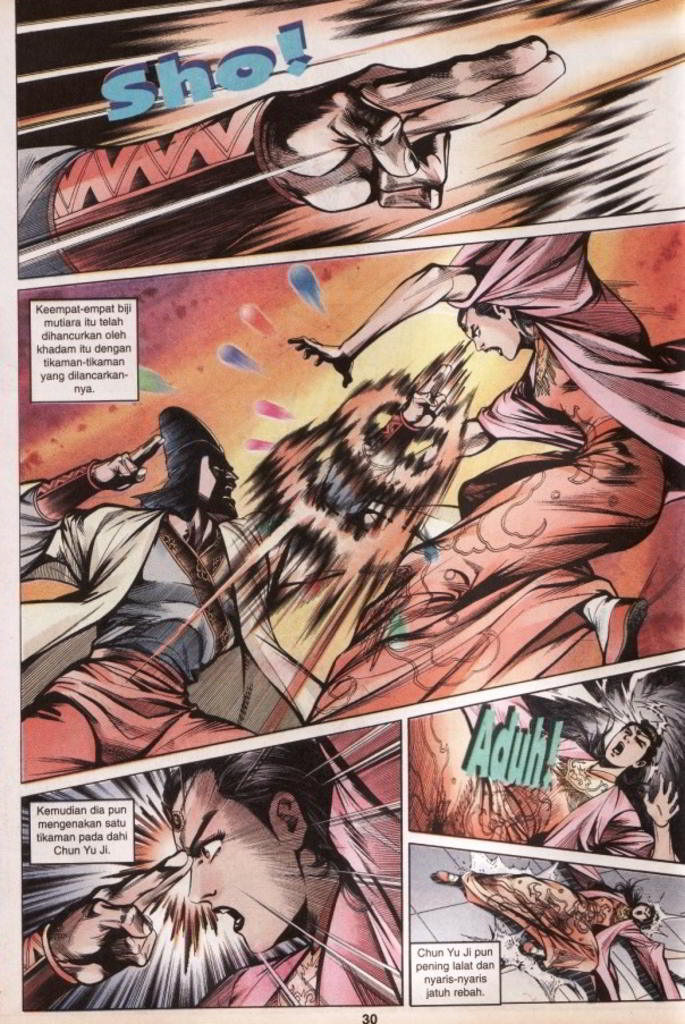 Sho!
Keempat-empat biji
mutiara itu telah
dihancurkan oleh
khadam itu dengan
tikaman-tikaman
yang dilancarkan-
nya.
Aduh!
Kemudian dia pun
mengenakan satu
tikaman pada dahi
Chun Yu Ji.
Chun Yu Ji pun
pening lalat dan
nyaris-nyaris
jatuh rebah.
30